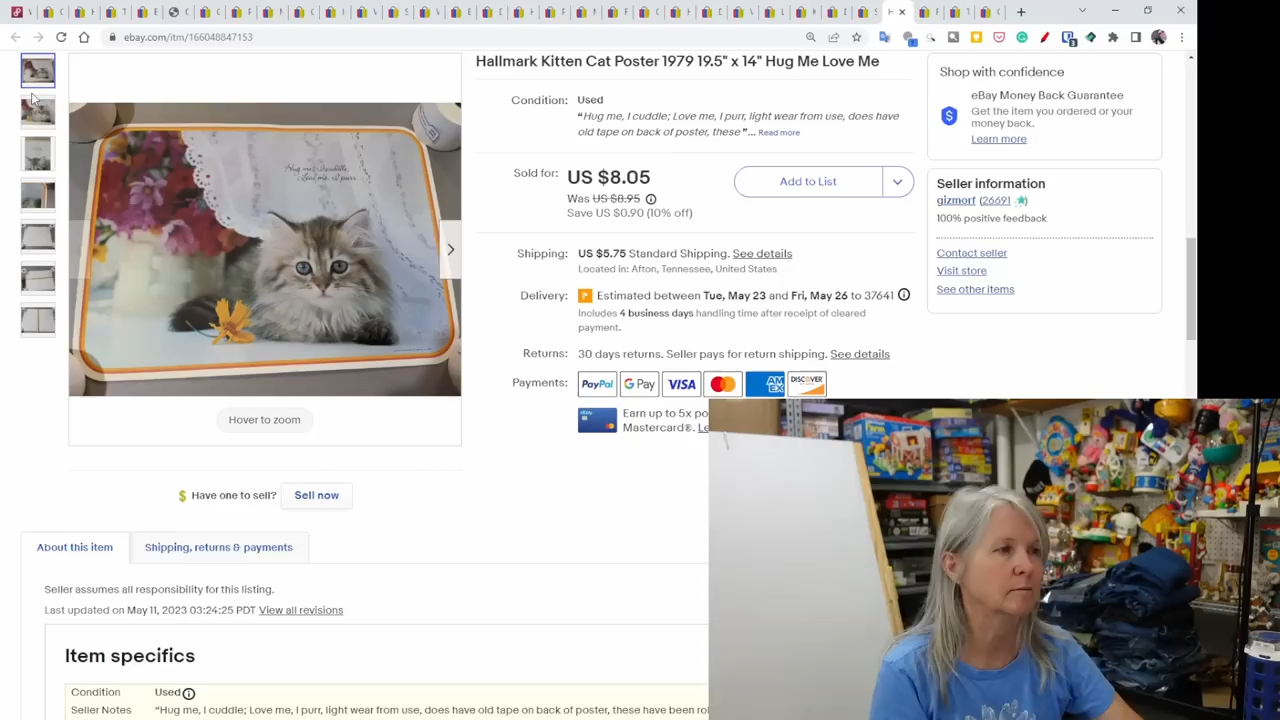 ebay.com/itm/166048847153
Hallmark Kitten Cat Poster 1979 19.5" x 14" Hug Me Love Me
Condition:
Used
"Hug me, I cuddle; Love me, I purr, light wear from use, does have
old tape on back of poster, these "... Read more
Sold for:
US $8.05
Was US $8.95
Save US $0.90 (10% off)
Add to List
Shipping:
US $5.75 Standard Shipping. See details
Located in: Afton, Tennessee, United States
Delivery:
Estimated between Tue, May 23 and Fri, May 26 to 37641
Includes 4 business days handling time after receipt of cleared
payment.
Returns:
30 days returns. Seller pays for return shipping. See details
Payments:
PayPal
G Pay
VISA
AM
EX
DISCOVER
Earn up to 5x po
Mastercard®. Le
Shop with confidence
eBay Money Back Guarantee
Get the item you ordered or your
money back.
Learn more
Seller information
gizmorf (26691)
100% positive feedback
Contact seller
Visit store
See other items
Hug me, I cuddle,
Love me, I purr.
Hover to zoom
Have one to sell?
Sell now
About this item
Shipping, returns & payments
Seller assumes all responsibility for this listing.
Last updated on May 11, 2023 03:24:25 PDT View all revisions
Item specifics
Condition
Used
Seller Notes
"Hug me, I cuddle; Love me, I purr, light wear from use, does have old tape on back of poster, these have been rol